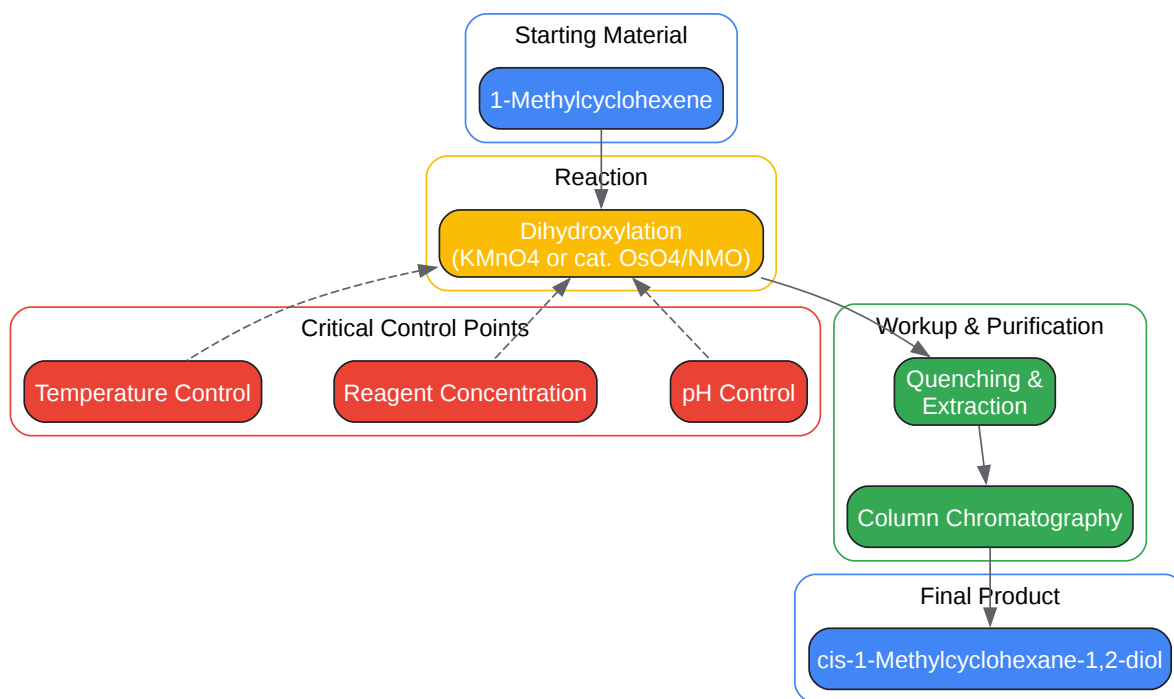 Starting Material
1-Methylcyclohexene
Reaction
Dihydroxylation
(KMnO4 or cat. OsO4/NMO)
Critical Control Points
Temperature Control
Reagent Concentration
pH Control
Workup & Purification
Quenching &
Extraction
Column Chromatography
Final Product
cis-1-Methylcyclohexane-1,2-diol